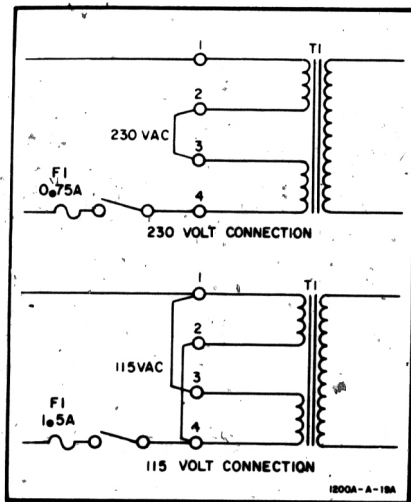 1
T1
2
230 VAC
3
F1
0.75A
4
230 VOLT CONNECTION
1
T1
2
115VAC
3
F1
1.5A
4
115 VOLT CONNECTION
1200A-A-19A